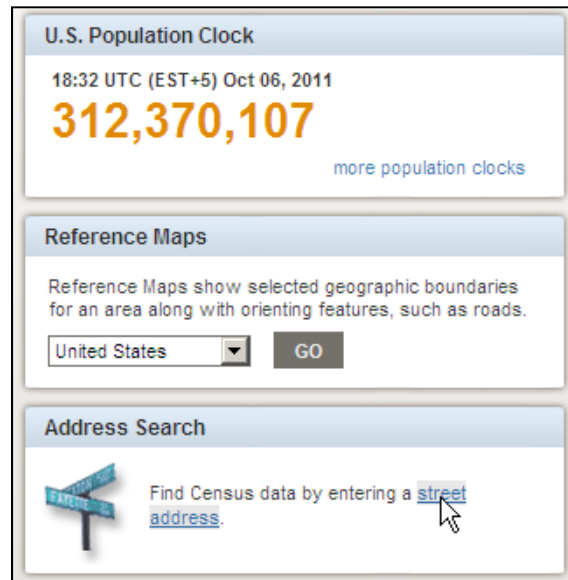 U.S. Population Clock
18:32 UTC (EST+5) Oct 06, 2011
312,370,107
more population clocks
Reference Maps
Reference Maps show selected geographic boundaries
for an area along with orienting features, such as roads.
United States
GO
Address Search
Find Census data by entering a street
address.